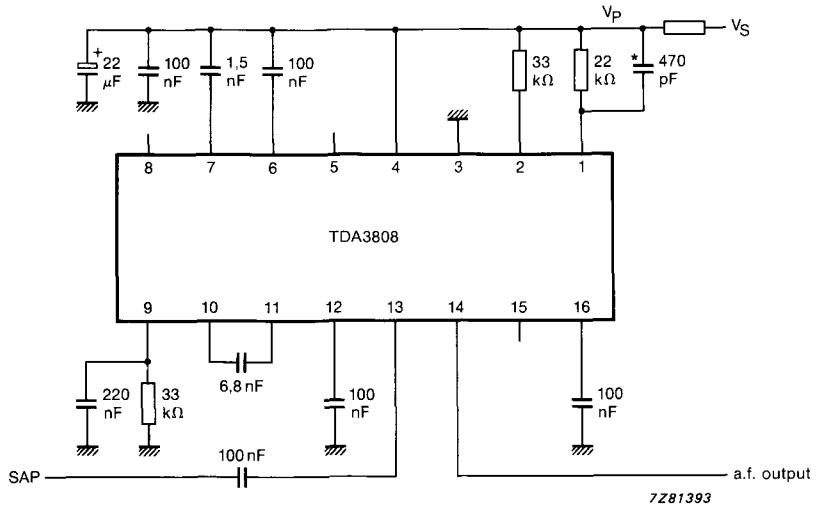 VP
VS
+
22
µF
100
nF
1,5
nF
100
nF
33
kΩ
22
kΩ
*
470
pF
8
7
6
5
4
3
2
1
TDA3808
9
10
11
12
13
14
15
16
220
nF
33
kΩ
6,8 nF
100
nF
100
nF
100 nF
SAP
a.f. output
7Z81393